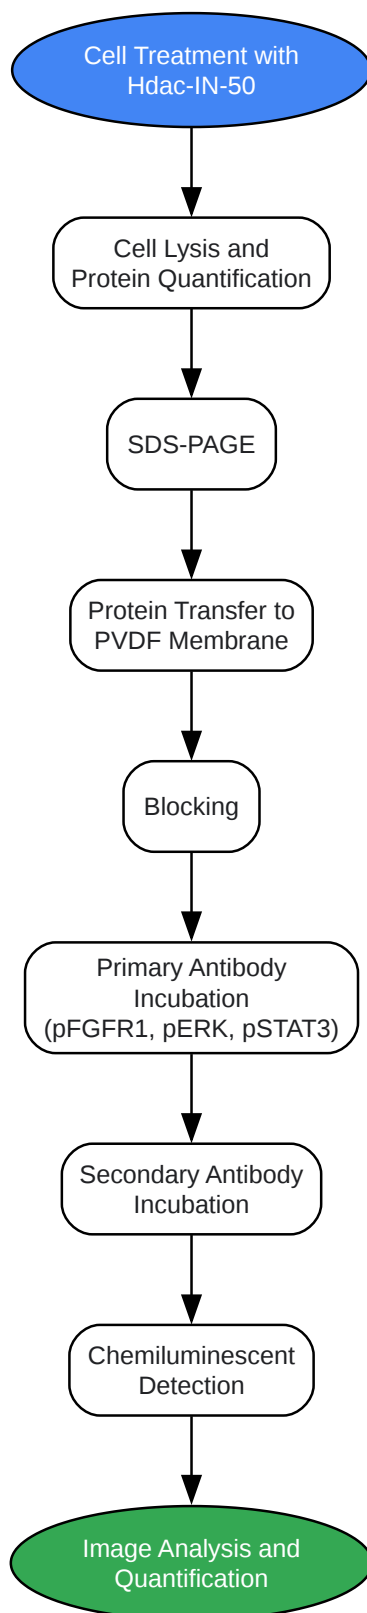 Cell Treatment with
Hdac-IN-50
Cell Lysis and
Protein Quantification
SDS-PAGE
Protein Transfer to
PVDF Membrane
Blocking
Primary Antibody
Incubation
(pFGFR1, pERK, pSTAT3)
Secondary Antibody
Incubation
Chemiluminescent
Detection
Image Analysis and
Quantification